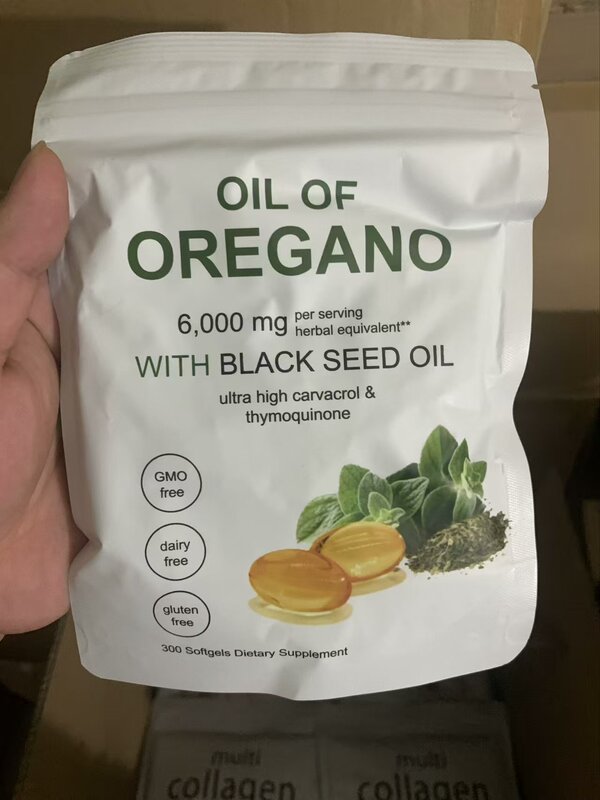 OIL OF
OREGANO
6,000 mg per serving
herbal equivalent**
WITH BLACK SEED OIL
ultra high carvacrol &
thymoquinone
GMO
free
dairy
free
gluten
free
300 Softgels Dietary Supplement
multi
collagen
multi
collagen